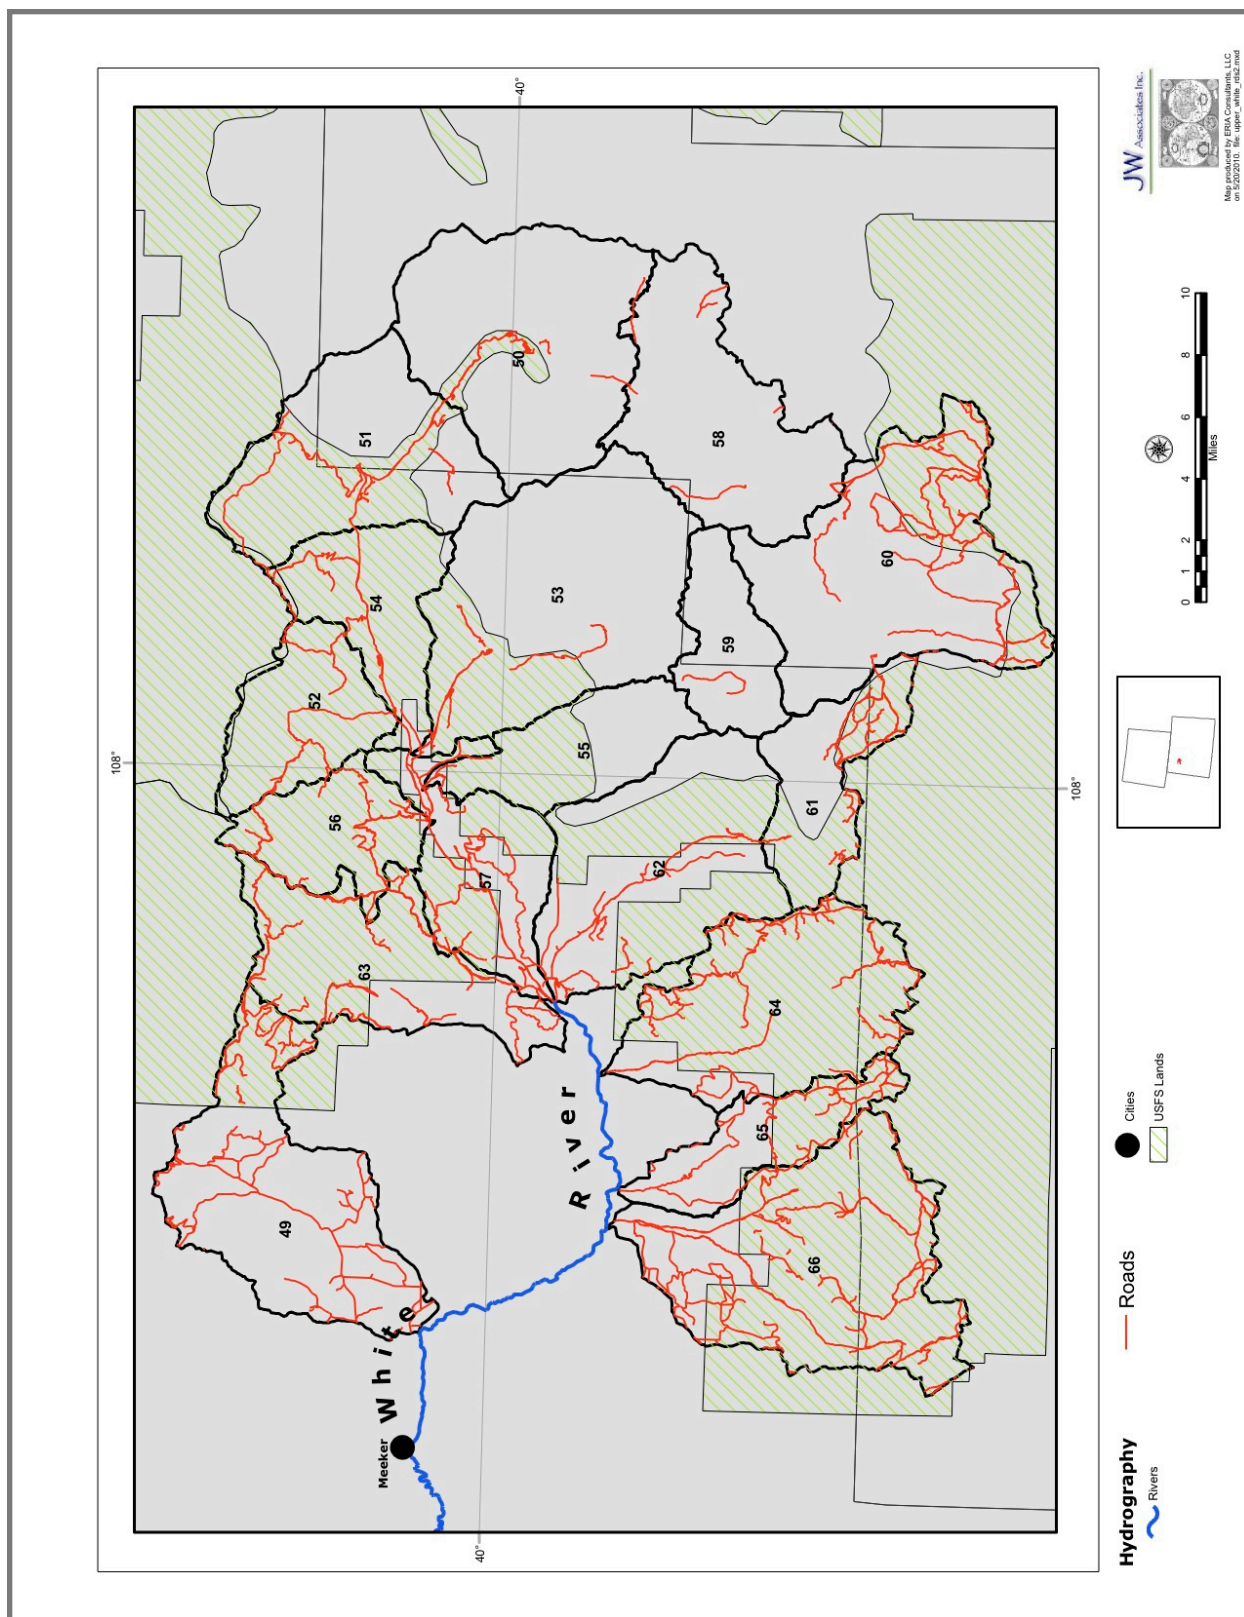 40°
108°
51
50
54
52
53
58
56
55
59
60
57
62
61
63
64
49
65
66
White
River
Meeker
40°
108°
Hydrography
Rivers
Roads
Cities
USFS Lands
0 1 2 4 6 8 10
Miles
JW Associates Inc.
Map produced by ERIA Consultants, LLC
on 5/20/2010. file: upper_white_rds2.mxd